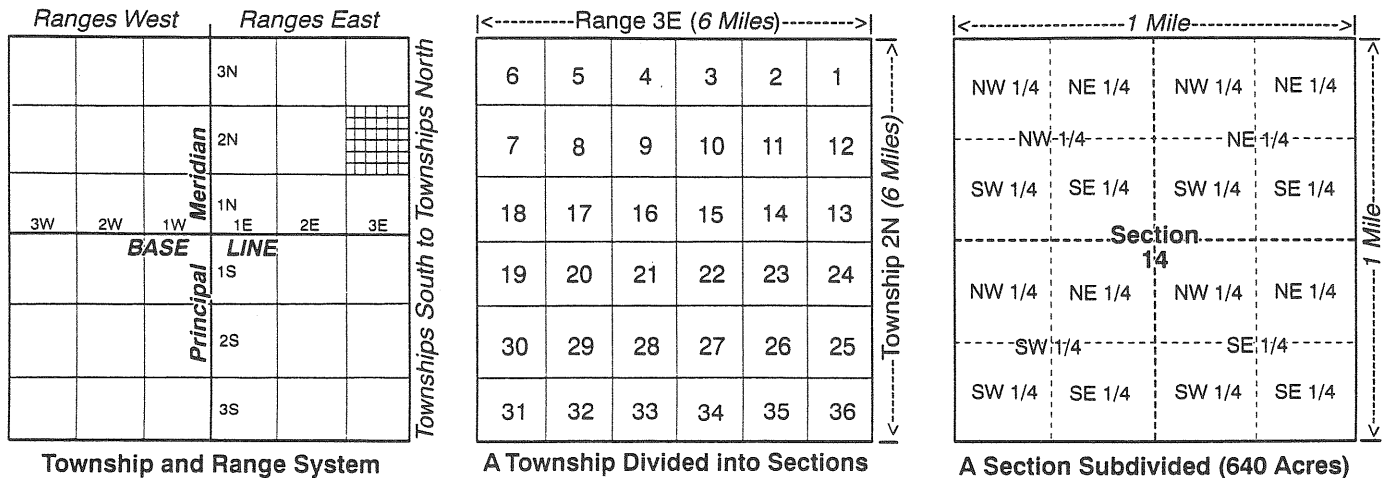 Ranges West Ranges East
3N
2N
1N
3W 2W 1W 1E 2E 3E
BASE LINE
1S
2S
3S
Principal Meridian
Townships South to Townships North
Township and Range System
|<----------Range 3E (6 Miles)--------->|
6 5 4 3 2 1
7 8 9 10 11 12
18 17 16 15 14 13
19 20 21 22 23 24
30 29 28 27 26 25
31 32 33 34 35 36
Township 2N (6 Miles)
A Township Divided into Sections
1 Mile
NW 1/4 NE 1/4 NW 1/4 NE 1/4
NW 1/4 NE 1/4
SW 1/4 SE 1/4 SW 1/4 SE 1/4
Section
14
NW 1/4 NE 1/4 NW 1/4 NE 1/4
SW 1/4 SE 1/4
SW 1/4 SE 1/4 SW 1/4 SE 1/4
1 Mile
A Section Subdivided (640 Acres)